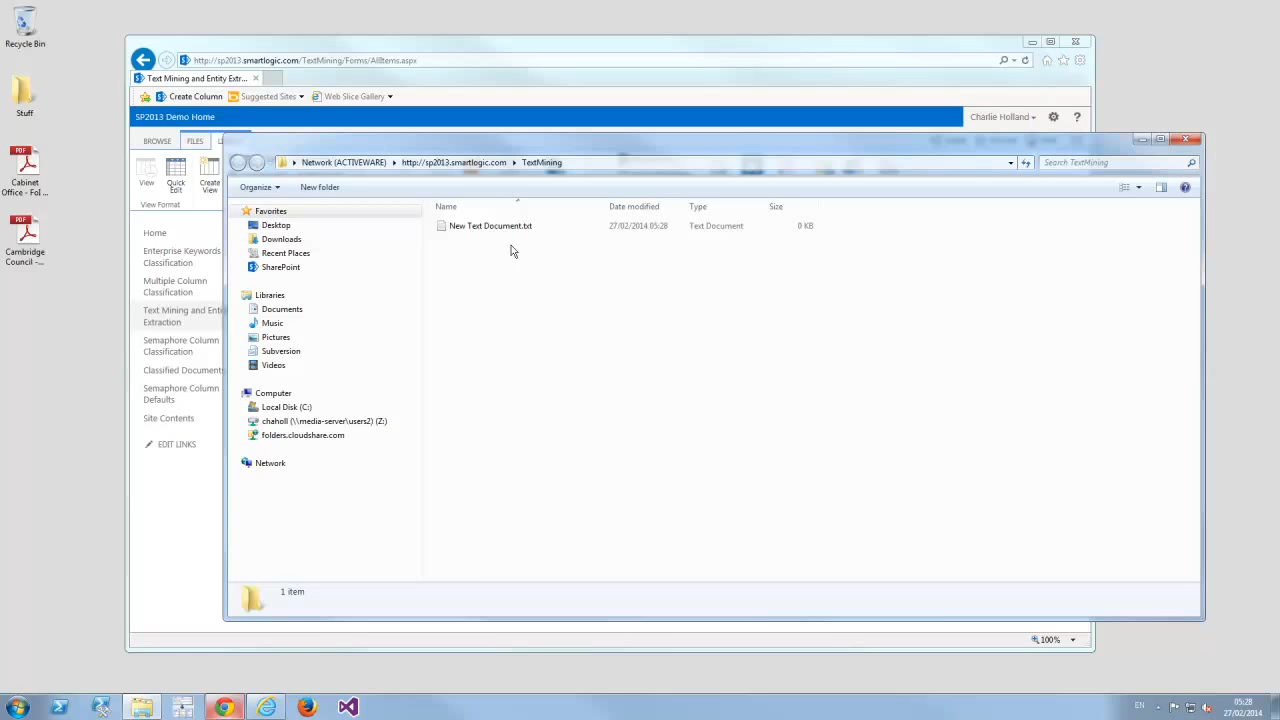 Recycle Bin
Stuff
Cabinet
Office - Fol ...
Cambridge
Council -...
http://sp2013.smartlogic.com/TextMining/Forms/AllItems.aspx
Text Mining and Entity Extr...
Create Column
Suggested Sites
Web Slice Gallery
SP2013 Demo Home
Charlie Holland
?
BROWSE
FILES
View
Quick
Edit
Create
View
View Format
Home
Enterprise Keywords
Classification
Multiple Column
Classification
Text Mining and Enti
Extraction
Semaphore Column
Classification
Classified Documents
Semaphore Column
Defaults
Site Contents
EDIT LINKS
Network (ACTIVEWARE)
http://sp2013.smartlogic.com
TextMining
Search TextMining
Organize
New folder
Favorites
Desktop
Downloads
Recent Places
SharePoint
Libraries
Documents
Music
Pictures
Subversion
Videos
Computer
Local Disk (C:)
chaholl (\\media-server\users2) (Z:)
folders.cloudshare.com
Network
Name Date modified Type Size
New Text Document.txt 27/02/2014 05:28 Text Document 0 KB
1 item
100%
EN
05:28
27/02/2014